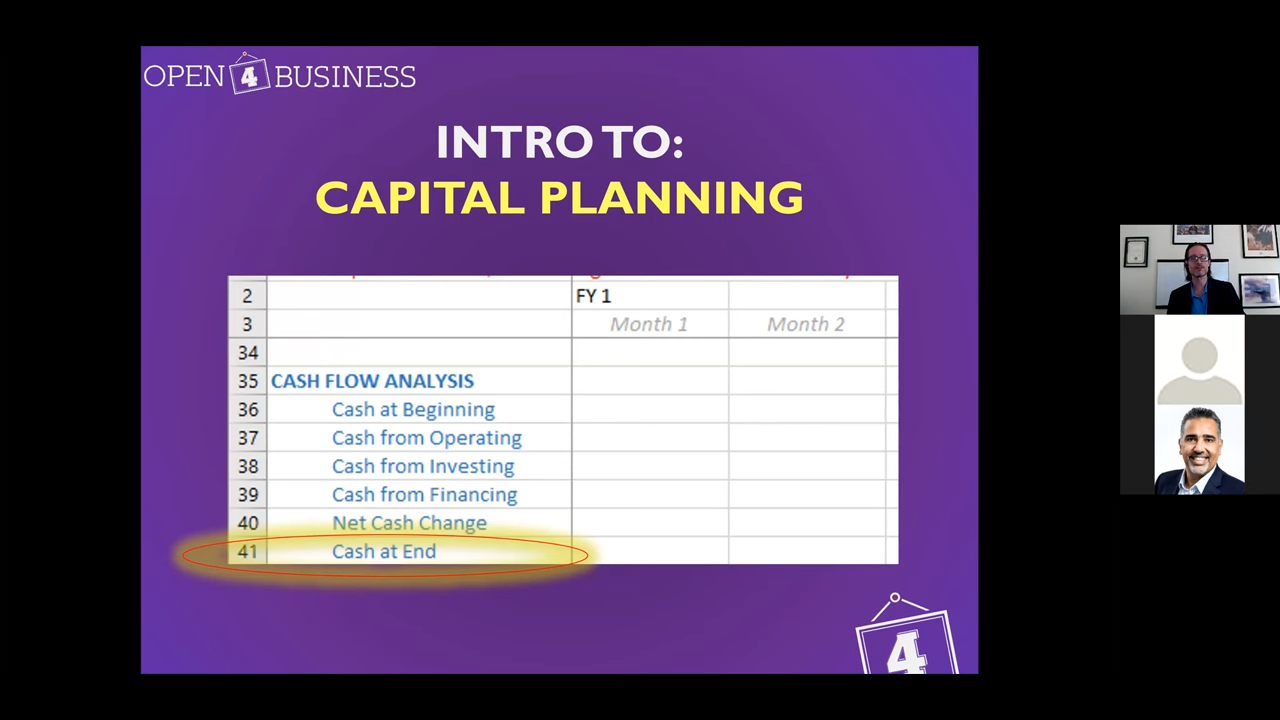 OPEN 4 BUSINESS
INTRO TO:
CAPITAL PLANNING
2 FY 1
3 Month 1 Month 2
34
35 CASH FLOW ANALYSIS
36 Cash at Beginning
37 Cash from Operating
38 Cash from Investing
39 Cash from Financing
40 Net Cash Change
41 Cash at End
4